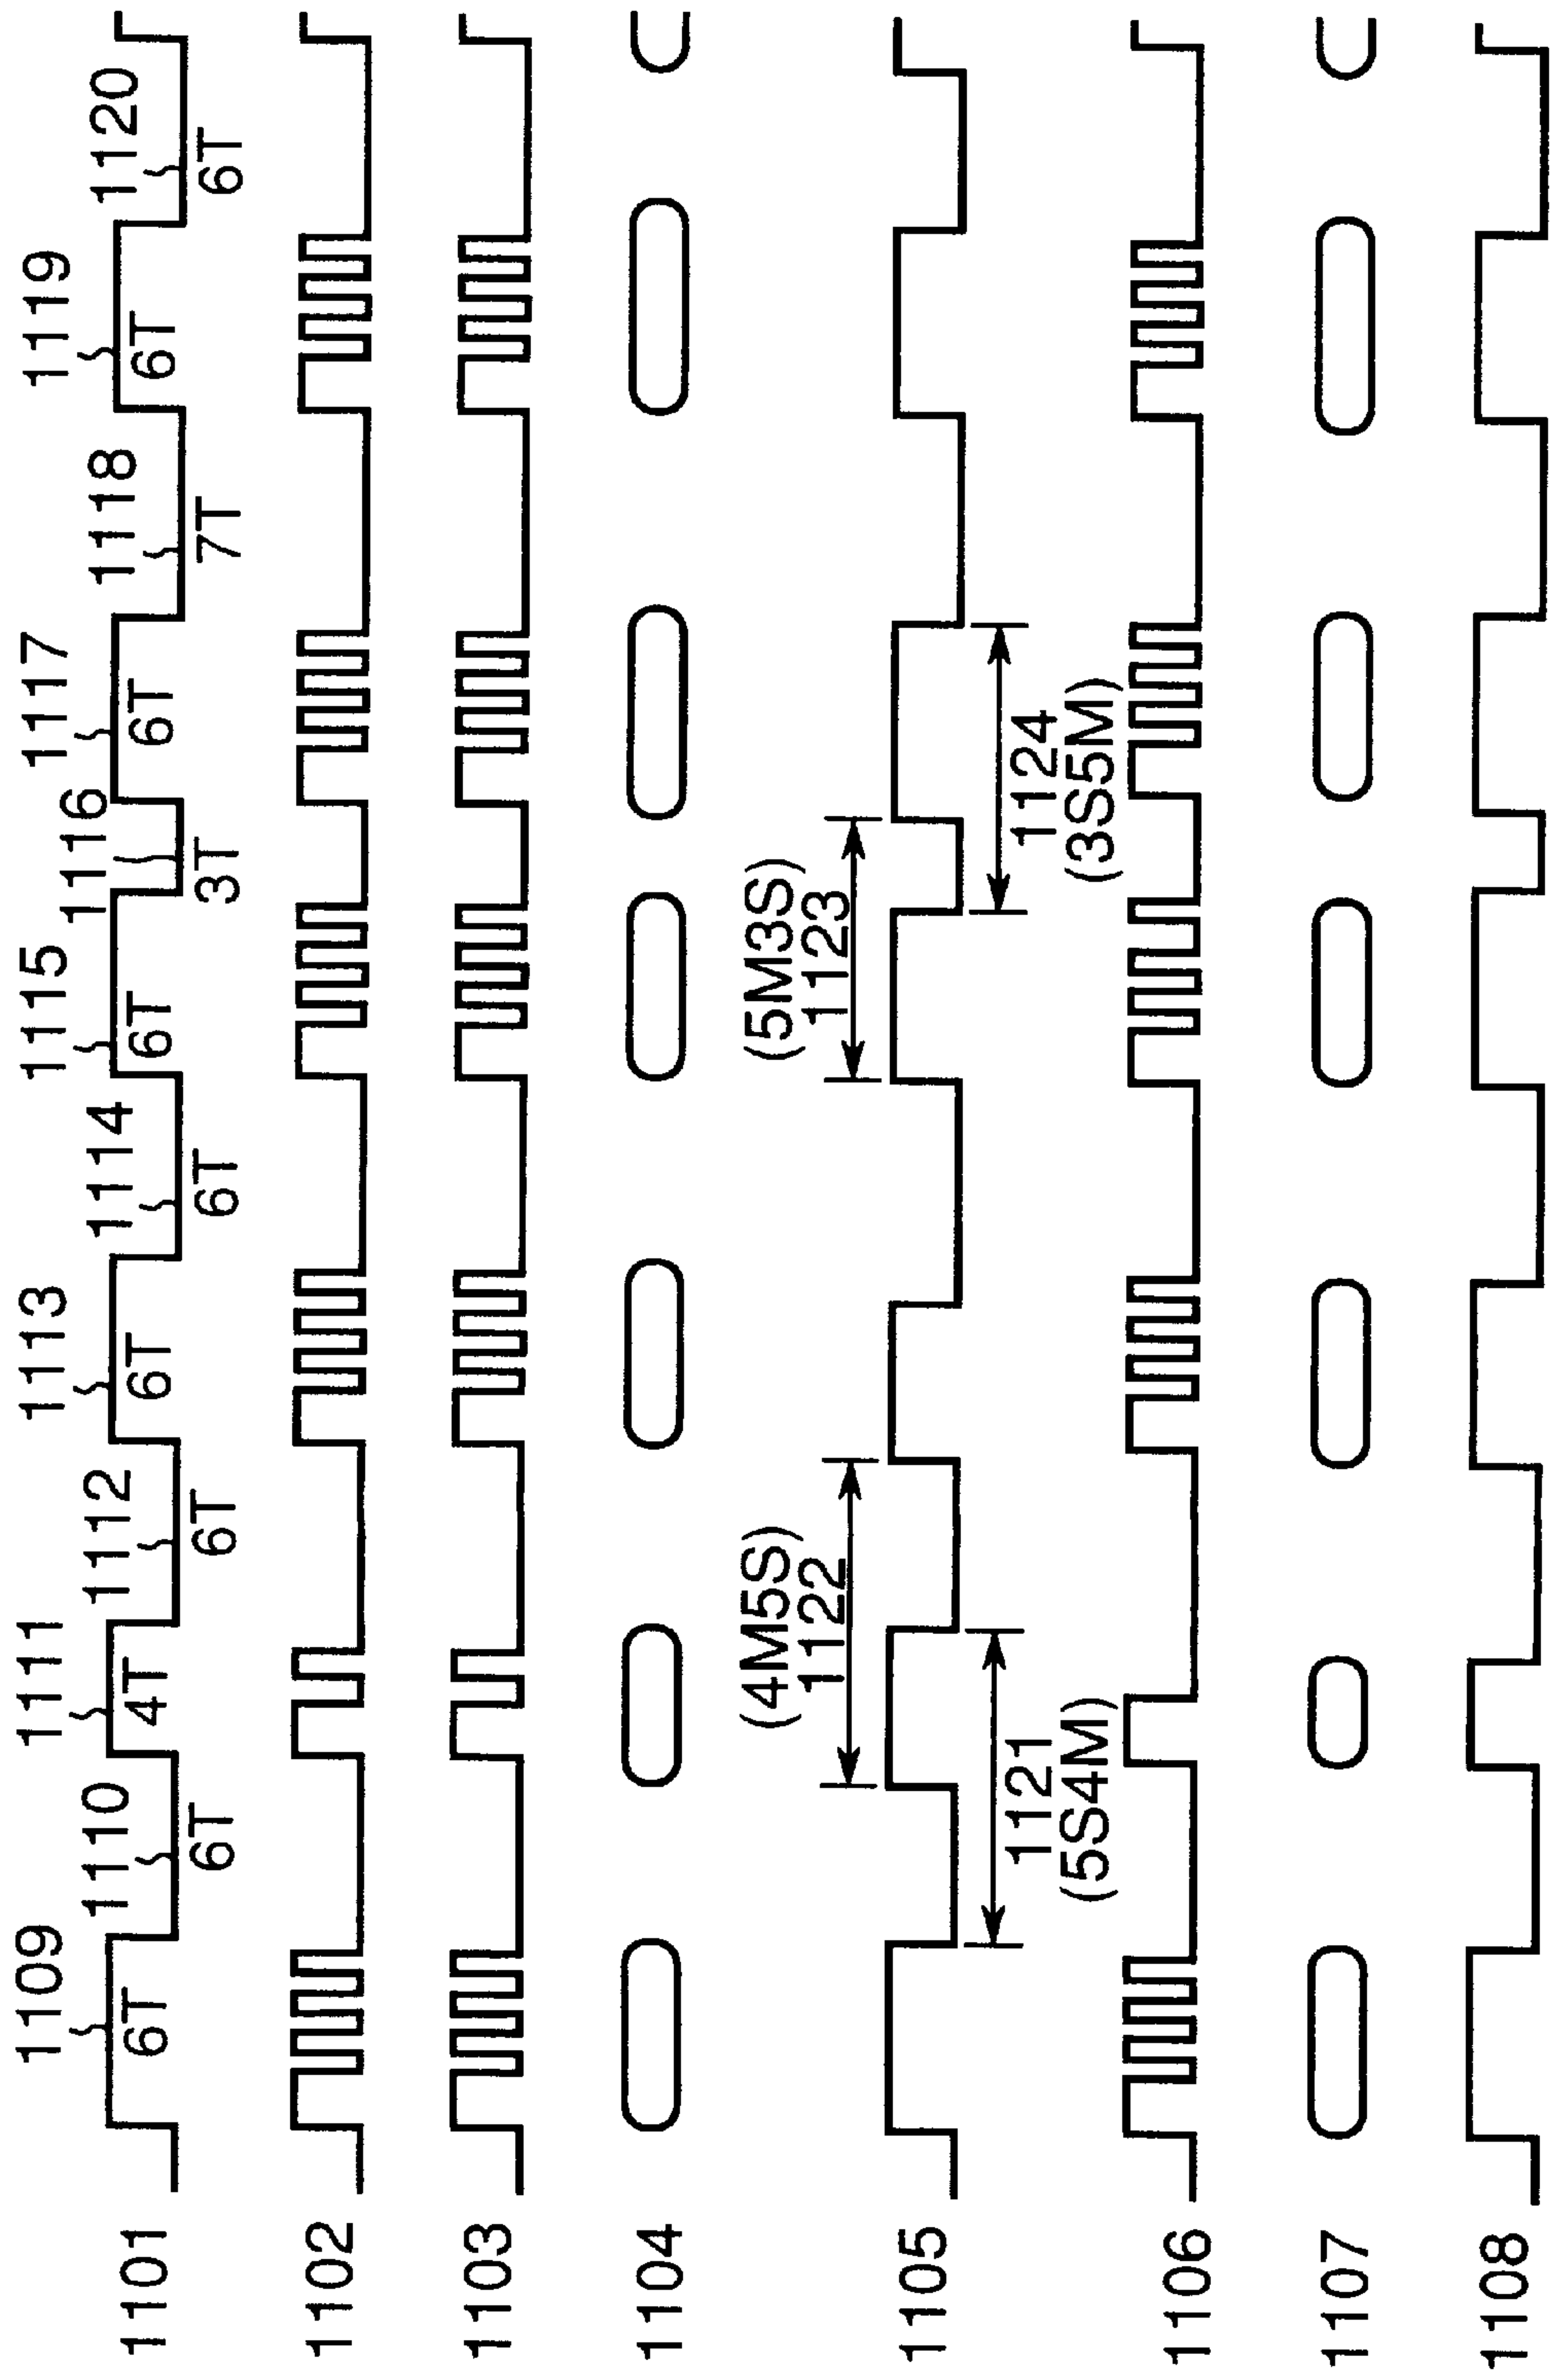 1109 1111 1113 1115 1117 1119
1110 1112 1114 1116 1118 1120
1101 6T 4T 6T 6T 6T 6T
6T 6T 6T 3T 7T 6T
1102
1103
1104
(4M5S) (5M3S)
1122 1123
1105
1121 1124
(5S4M) (3S5M)
1106
1107
1108